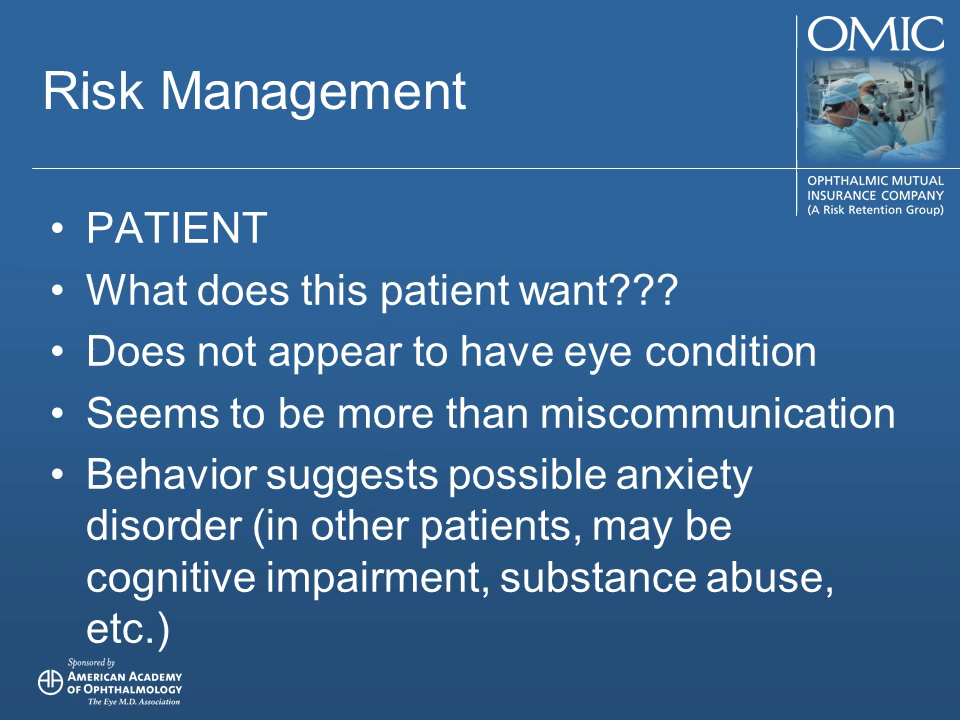 OMIC
Risk Management
OPHTHALMIC MUTUAL
INSURANCE COMPANY
(A Risk Retention Group)
• PATIENT
• What does this patient want???
• Does not appear to have eye condition
• Seems to be more than miscommunication
• Behavior suggests possible anxiety
disorder (in other patients, may be
cognitive impairment, substance abuse,
etc.)
Sponsored by
AMERICAN ACADEMY
OF OPHTHALMOLOGY
The Eye M.D. Association